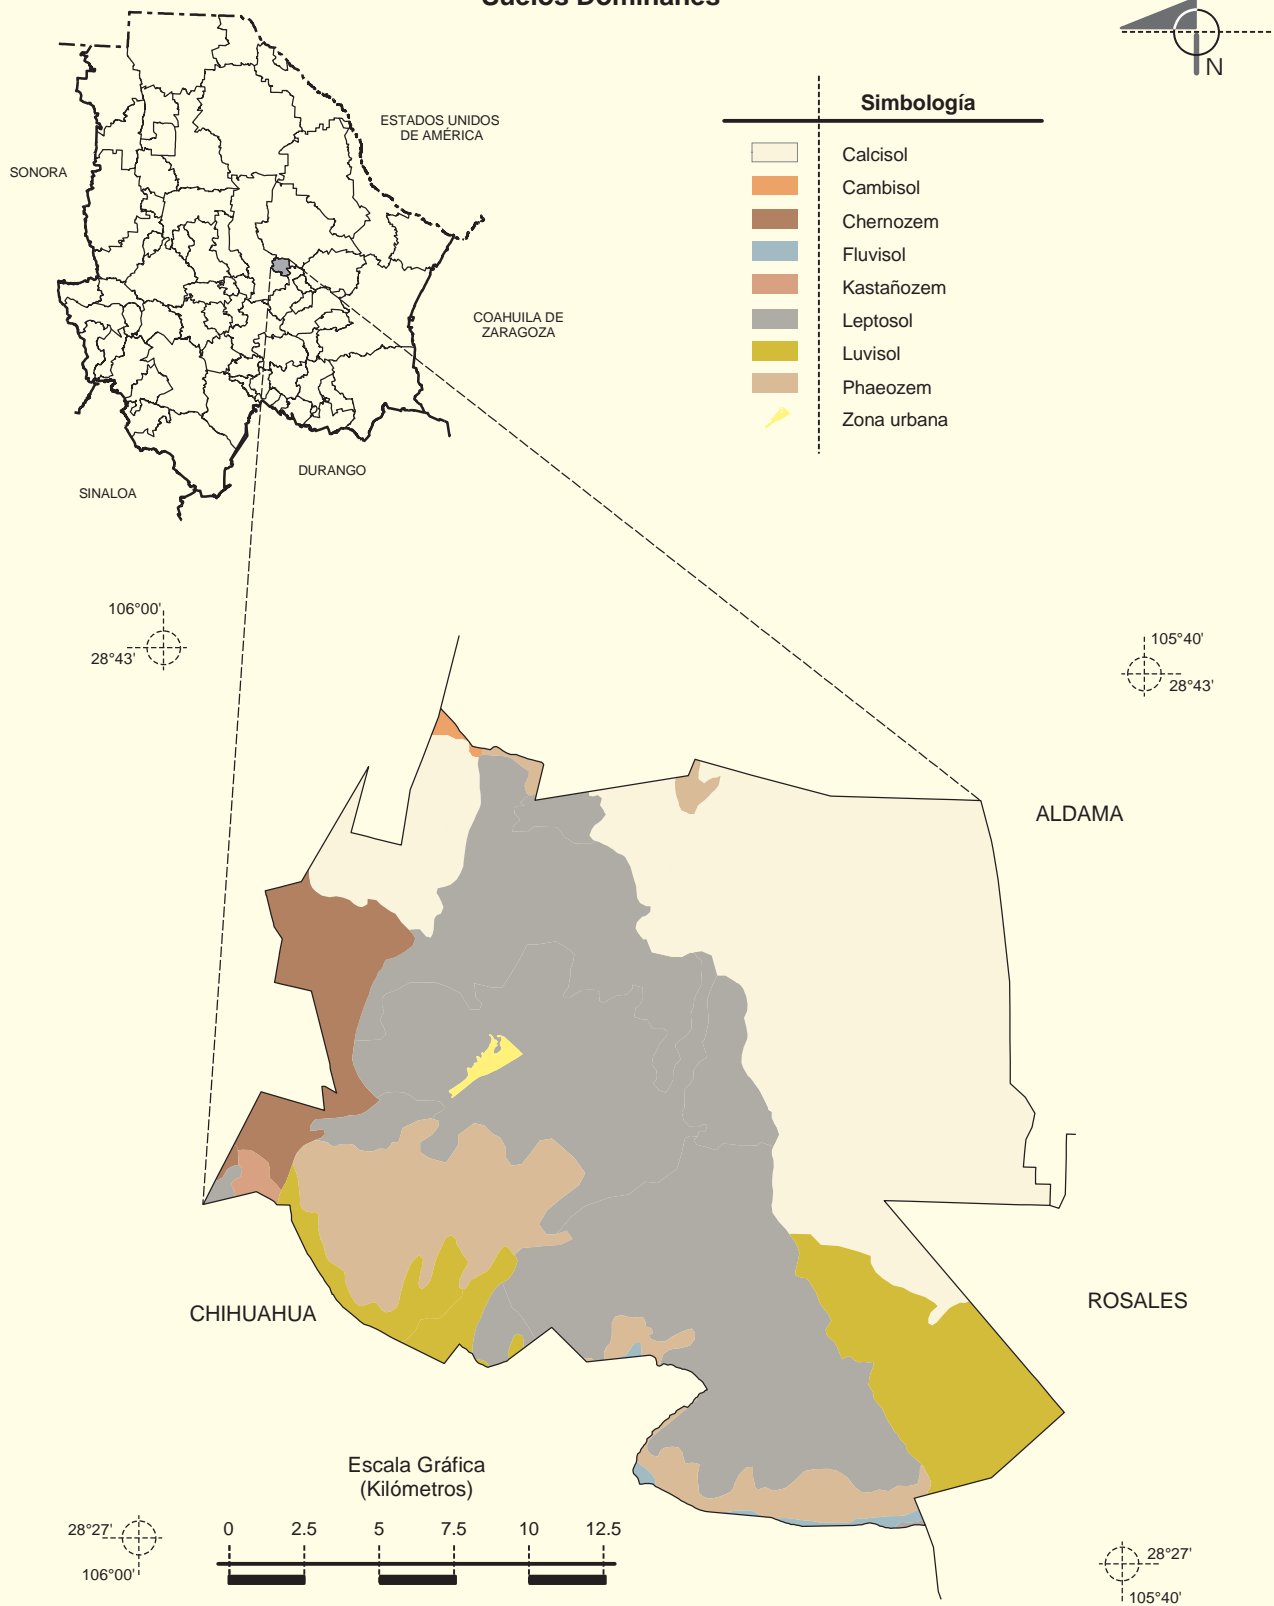 Suelos Dominantes
N
Simbología
Calcisol
Cambisol
Chernozem
Fluvisol
Kastañozem
Leptosol
Luvisol
Phaeozem
Zona urbana
ESTADOS UNIDOS
DE AMÉRICA
SONORA
COAHUILA DE
ZARAGOZA
DURANGO
SINALOA
106°00'
28°43'
105°40'
28°43'
ALDAMA
CHIHUAHUA
ROSALES
Escala Gráfica
(Kilómetros)
0 2.5 5 7.5 10 12.5
28°27'
106°00'
28°27'
105°40'